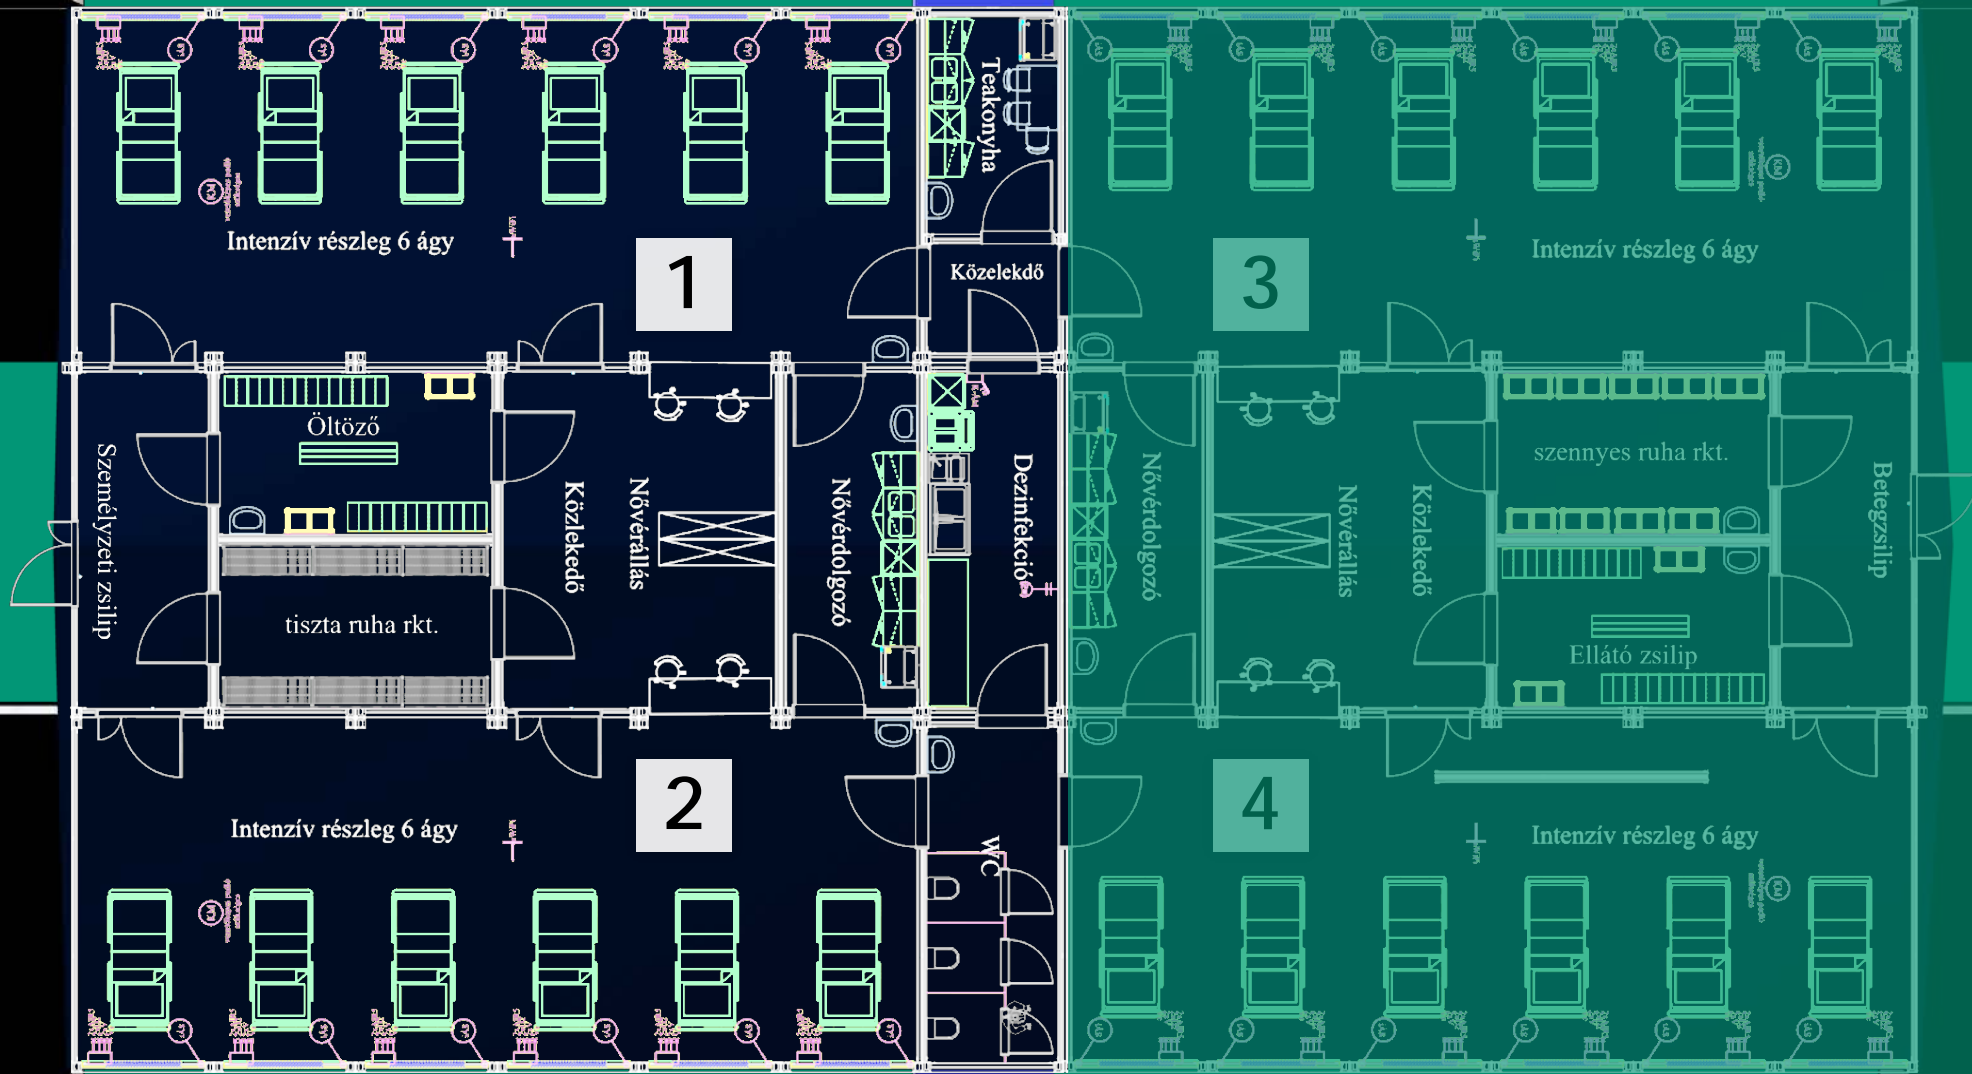 Teakonyha
Intenzív részleg 6 ágy
1
Közelekdő
3
Intenzív részleg 6 ágy
Személyzeti zsilip
Öltöző
tiszta ruha rkt.
Közlekedő
Nővérállás
Nővérdolgozó
Dezinfekció
Nővérdolgozó
Nővérállás
Közlekedő
szennyes ruha rkt.
Ellátó zsilip
Betegzsilip
Intenzív részleg 6 ágy
2
WC
4
Intenzív részleg 6 ágy